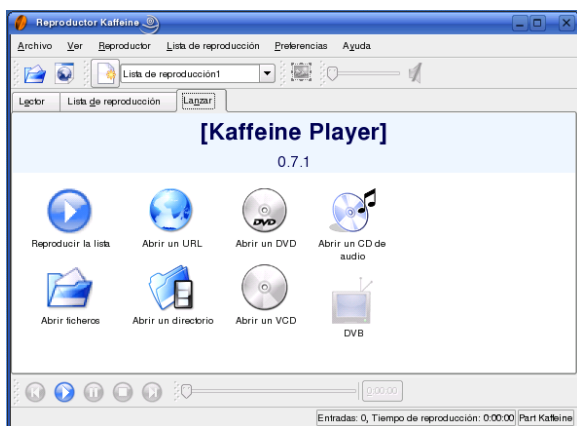 Reproductor Kaffeine
Archivo Ver Reproductor Lista de reproducción Preferencias Ayuda
Lista de reproducción1
Lector Lista de reproducción Lanzar
[Kaffeine Player]
0.7.1
Reproducir la lista Abrir un URL Abrir un DVD Abrir un CD de
audio
Abrir ficheros Abrir un directorio Abrir un VCD DVB
0:00:00
Entradas: 0, Tiempo de reproducción: 0:00:00 Part Kaffeine